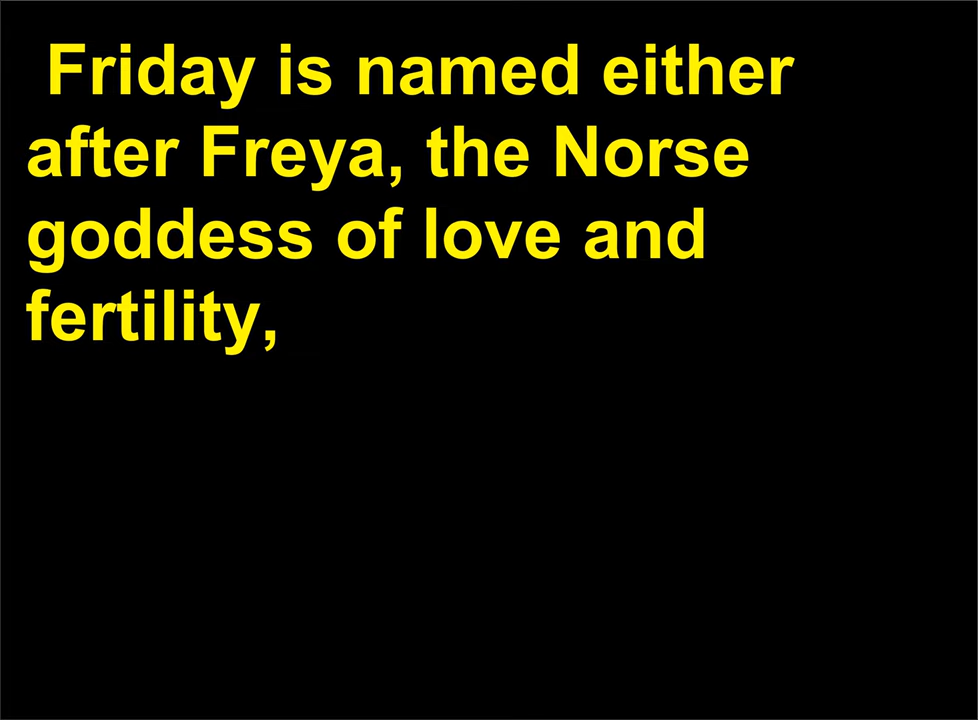 Friday is named either
after Freya, the Norse
goddess of love and
fertility,